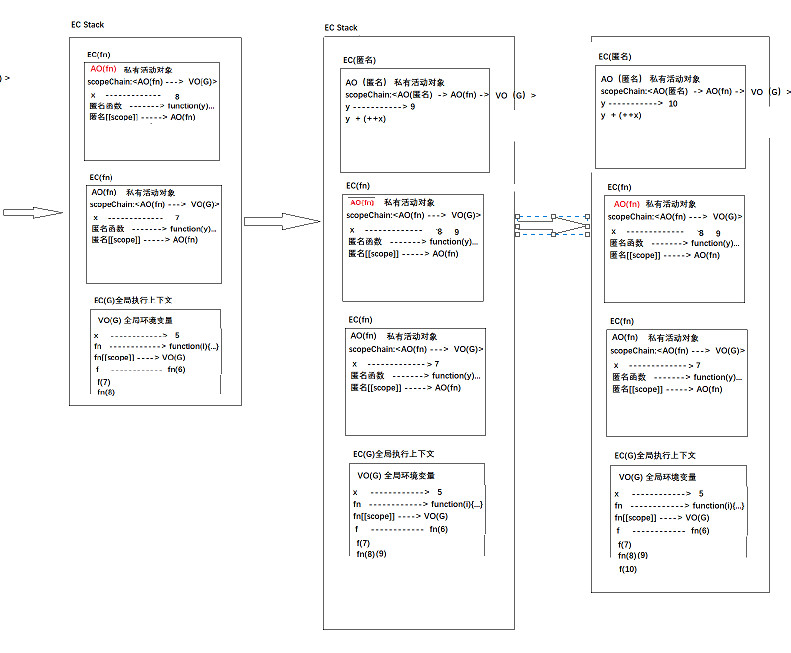 ) >
EC Stack
EC(fn)
AO(fn) 私有活动对象
scopeChain:<AO(fn) ---> VO(G)>
x ------------- 8
匿名函数 -------> function(y)...
匿名[[scope]] -----> AO(fn)
EC(fn)
AO(fn) 私有活动对象
scopeChain:<AO(fn) ---> VO(G)>
x ------------- 7
匿名函数 -------> function(y)...
匿名[[scope]] -----> AO(fn)
EC(G)全局执行上下文
VO(G) 全局环境变量
x ------------> 5
fn ------------> function(i){...}
fn[[scope]] ----> VO(G)
f ------------ fn(6)
f(7)
fn(8)
EC Stack
EC(匿名)
AO（匿名）私有活动对象
scopeChain:<AO(匿名) -> AO(fn) -> VO（G）>
y -----------> 9
y + (++x)
EC(fn)
AO(fn) 私有活动对象
scopeChain:<AO(fn) ---> VO(G)>
x ------------- 8 9
匿名函数 -------> function(y)...
匿名[[scope]] -----> AO(fn)
EC(fn)
AO(fn) 私有活动对象
scopeChain:<AO(fn) ---> VO(G)>
x -------------> 7
匿名函数 -------> function(y)...
匿名[[scope]] -----> AO(fn)
EC(G)全局执行上下文
VO(G) 全局环境变量
x ------------> 5
fn ------------> function(i){...}
fn[[scope]] ----> VO(G)
f ------------ fn(6)
f(7)
fn(8)(9)
EC(匿名)
AO（匿名）私有活动对象
scopeChain:<AO(匿名) -> AO(fn) -> VO（G）>
y -----------> 10
y + (++x)
EC(fn)
AO(fn) 私有活动对象
scopeChain:<AO(fn) ---> VO(G)>
x ------------- 8 9
匿名函数 -------> function(y)...
匿名[[scope]] -----> AO(fn)
EC(fn)
AO(fn) 私有活动对象
scopeChain:<AO(fn) ---> VO(G)>
x -------------> 7
匿名函数 -------> function(y)...
匿名[[scope]] -----> AO(fn)
EC(G)全局执行上下文
VO(G) 全局环境变量
x ------------> 5
fn ------------> function(i){...}
fn[[scope]] ----> VO(G)
f ------------ fn(6)
f(7)
fn(8)(9)
f(10)